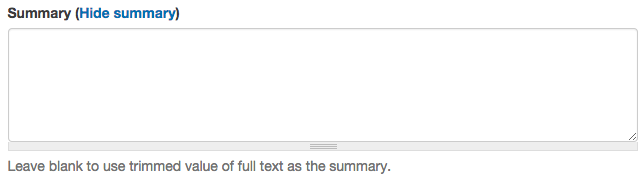 Summary (Hide summary)
Leave blank to use trimmed value of full text as the summary.